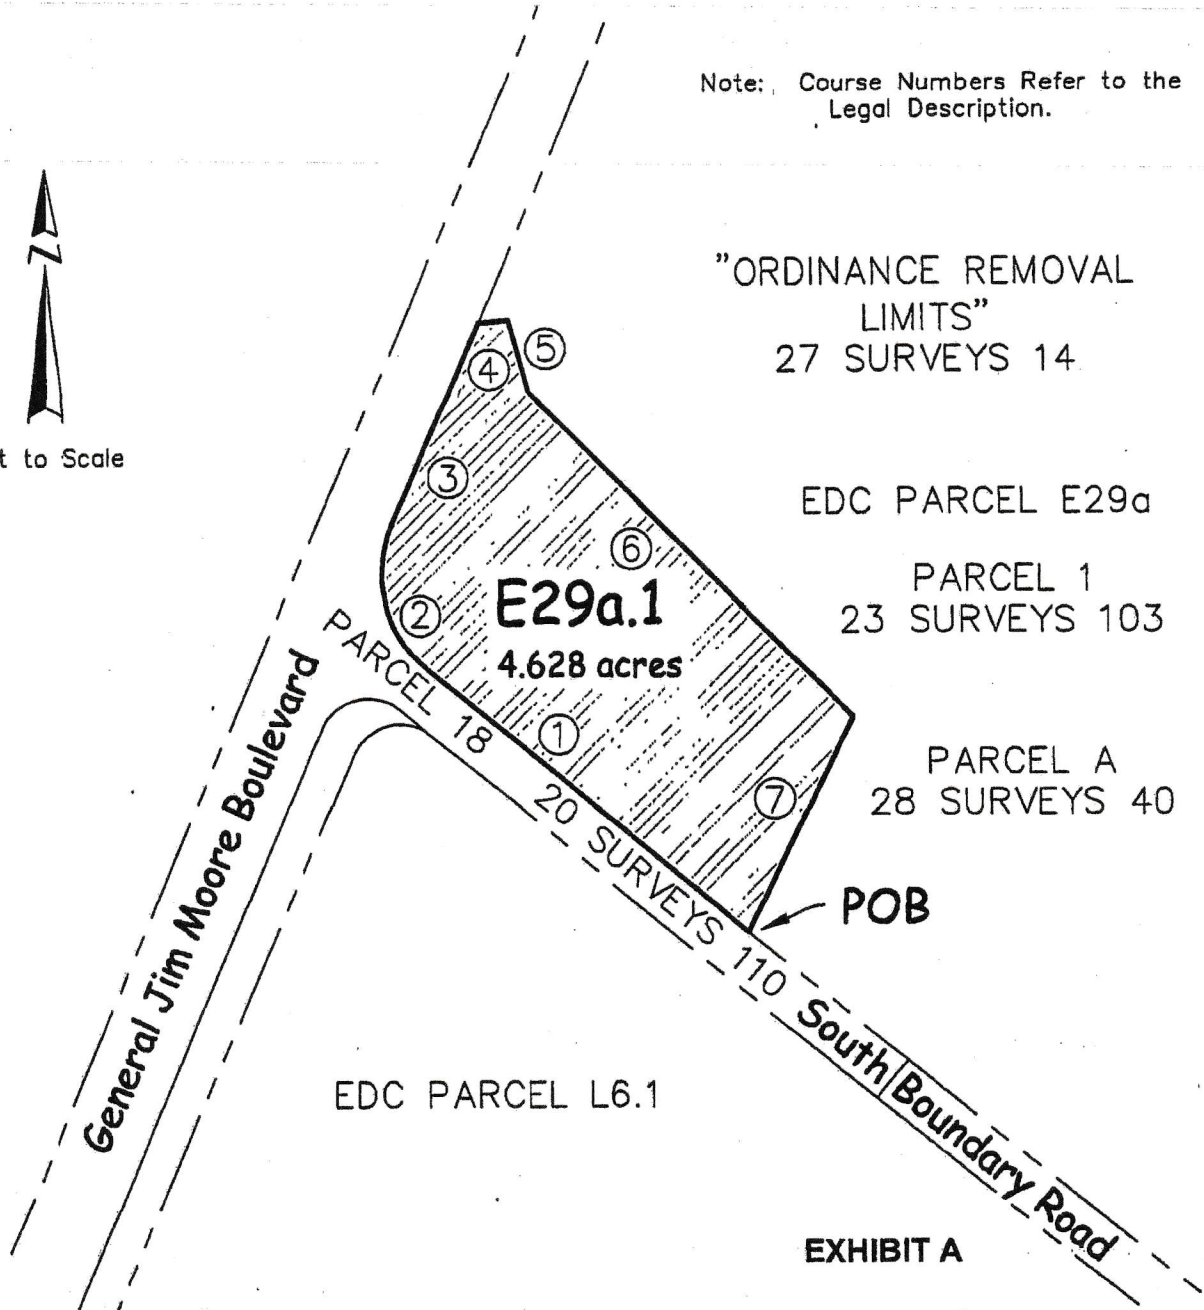 Note: Course Numbers Refer to the
Legal Description.
N
t to Scale
"ORDINANCE REMOVAL
LIMITS"
27 SURVEYS 14
EDC PARCEL E29a
PARCEL 1
23 SURVEYS 103
PARCEL A
28 SURVEYS 40
5
4
3
6
E29a.1
4.628 acres
2
1
7
PARCEL 18 20 SURVEYS 110
POB
General Jim Moore Boulevard
South Boundary Road
EDC PARCEL L6.1
EXHIBIT A